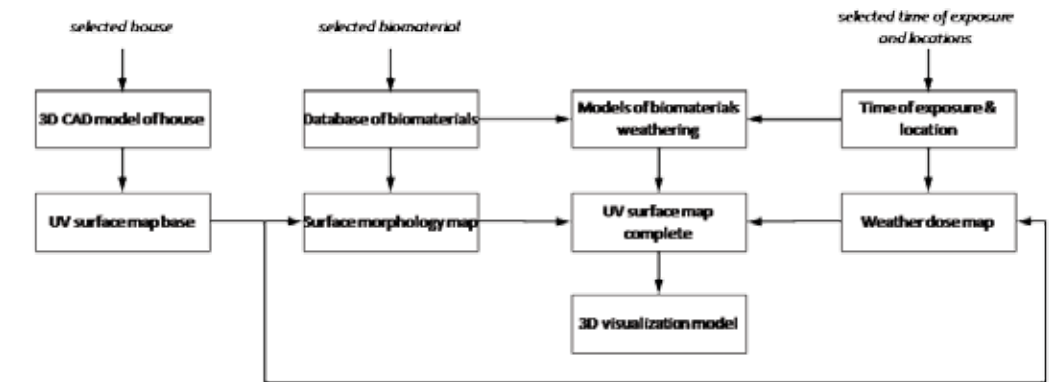 selected house
selected biomaterial
selected time of exposure
and locations
3D CAD model of house
Database of biomaterials
Models of biomaterials
weathering
Time of exposure &
location
UV surface map base
Surface morphology map
UV surface map
complete
Weather dose map
3D visualization model